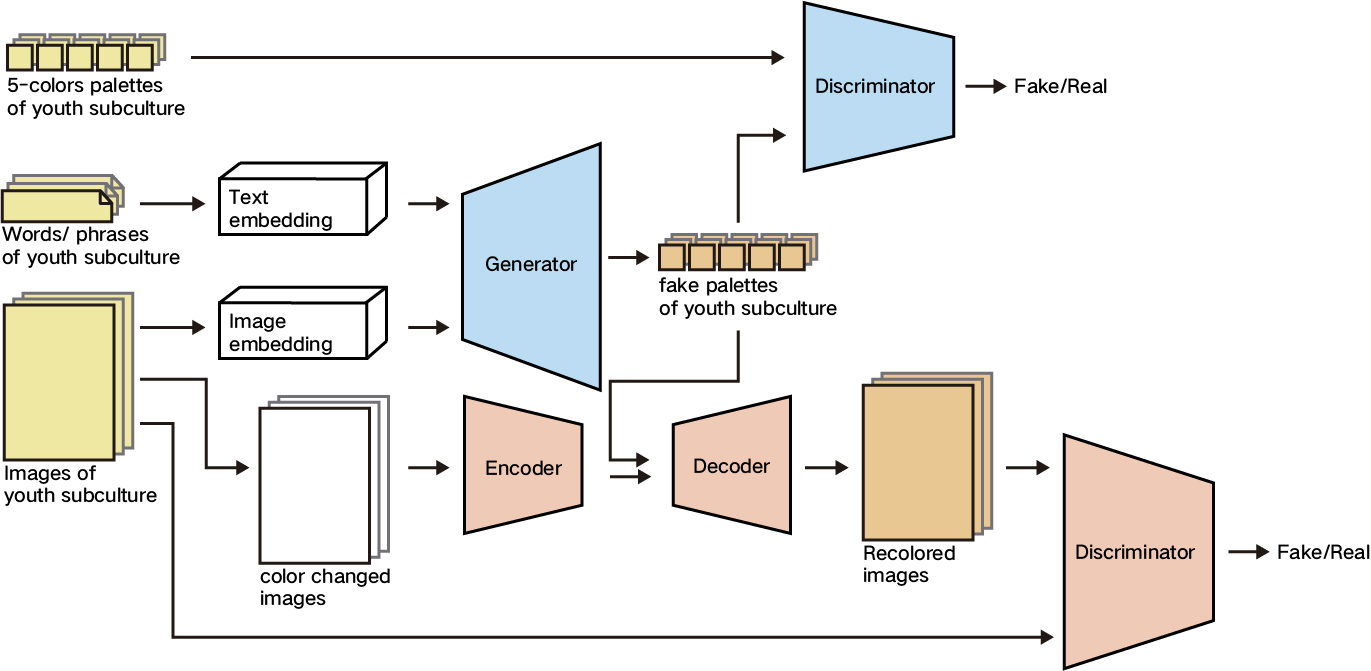 5-colors palettes
of youth subculture
Discriminator
Fake/Real
Text
embedding
Words/ phrases
of youth subculture
Generator
fake palettes
of youth subculture
Image
embedding
Images of
youth subculture
color changed
images
Encoder
Decoder
Recolored
images
Discriminator
Fake/Real